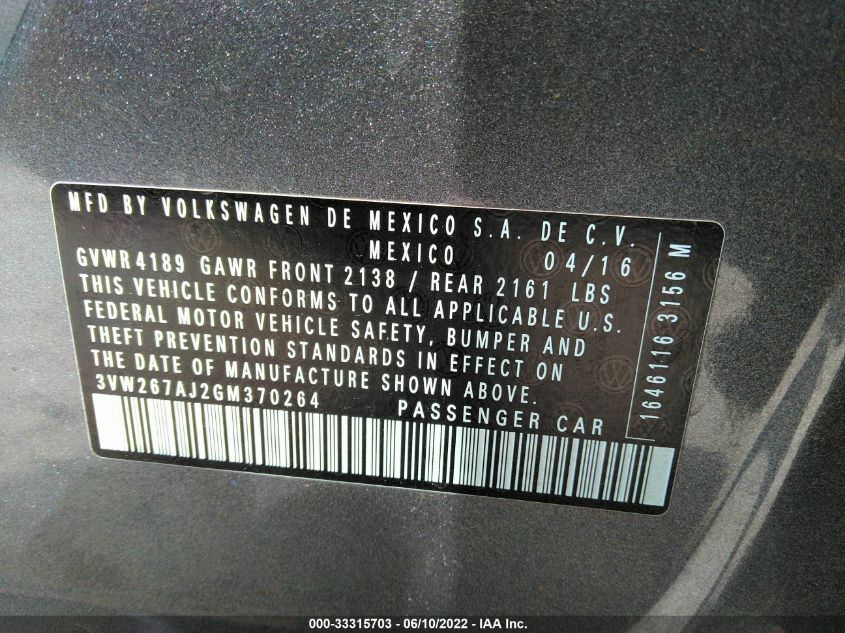 MFD BY VOLKSWAGEN DE MEXICO S.A. DE C.V.
MEXICO 04/16
GVWR 4189 GAWR FRONT 2138 / REAR 2161 LBS
THIS VEHICLE CONFORMS TO ALL APPLICABLE U.S.
FEDERAL MOTOR VEHICLE SAFETY, BUMPER AND
THEFT PREVENTION STANDARDS IN EFFECT ON
THE DATE OF MANUFACTURE SHOWN ABOVE.
3VW267AJ2GM370264 PASSENGER CAR
1646116 3156 M
000-33315703 - 06/10/2022 - IAA Inc.